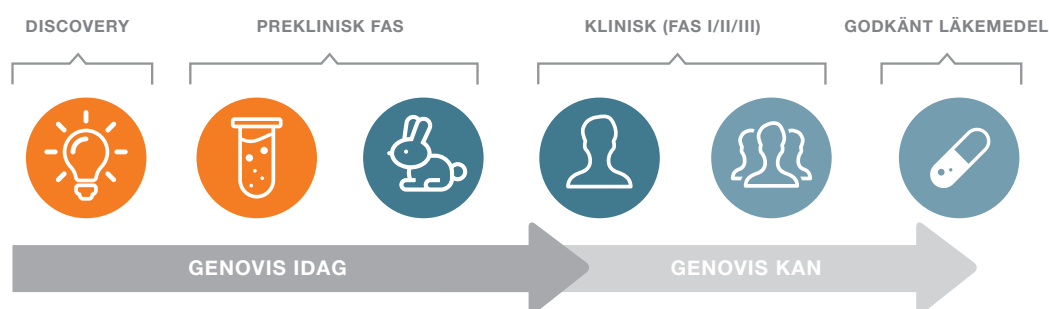 DISCOVERY
PREKLINISK FAS
KLINISK (FAS I/II/III)
GODKÄNT LÄKEMEDEL
GENOVIS IDAG
GENOVIS KAN